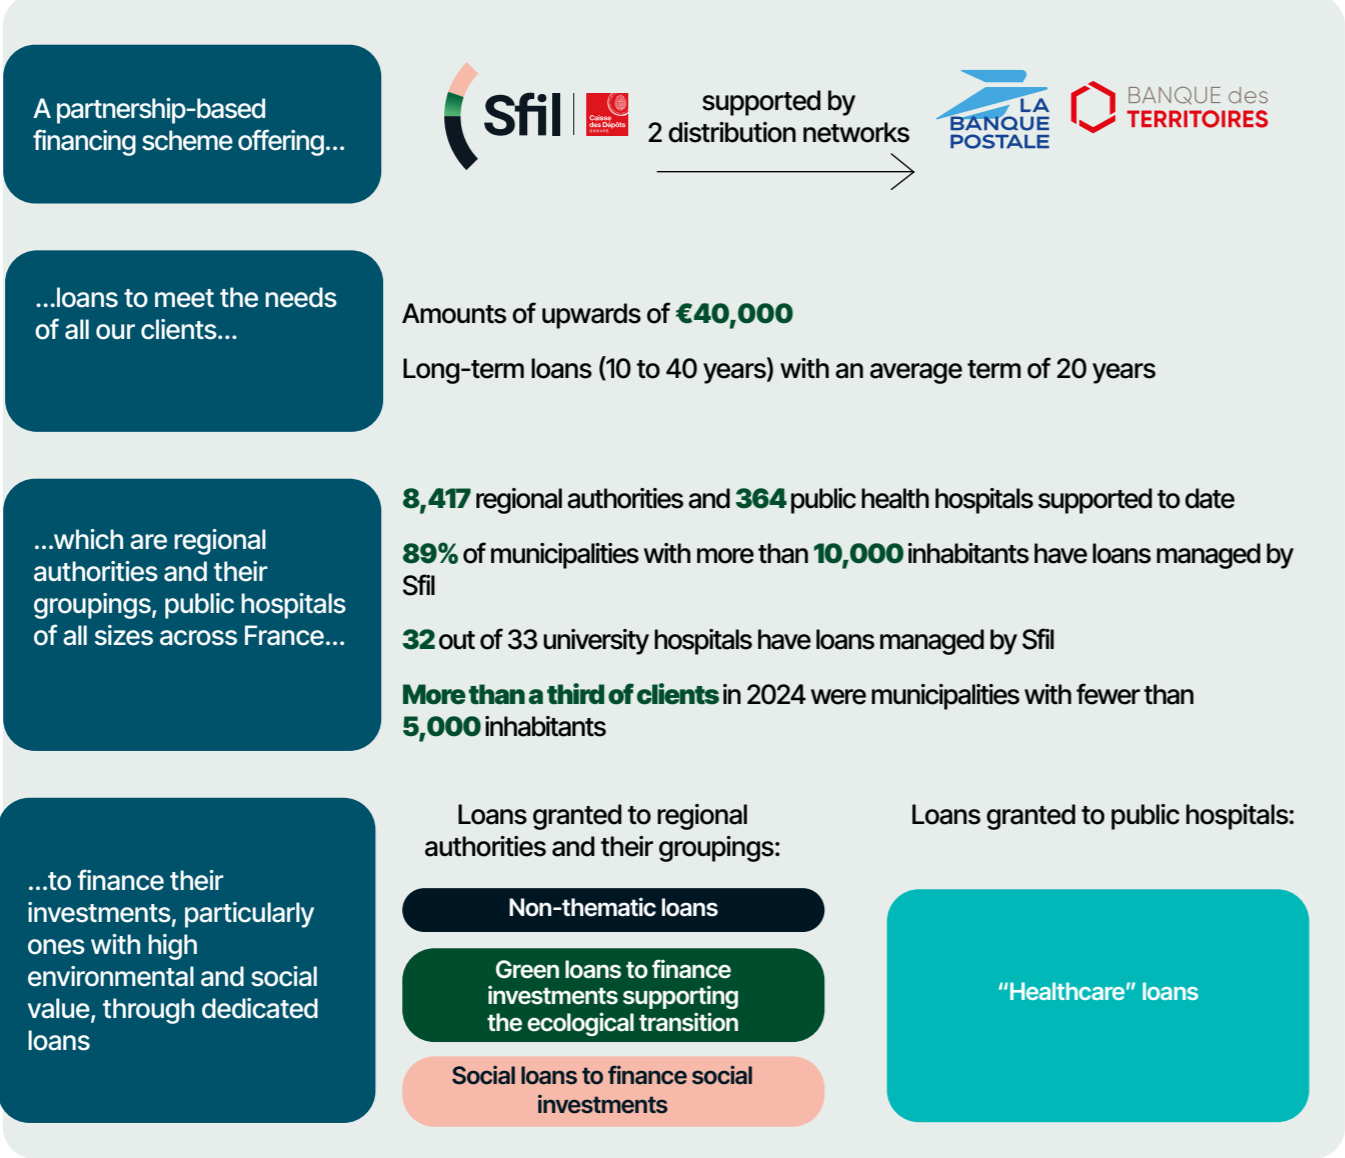 A partnership-based
financing scheme offering...
Sfil
Caisse
des Dépôts
GROUPE
supported by
2 distribution networks
LA
BANQUE
POSTALE
BANQUE des
TERRITOIRES
...loans to meet the needs
of all our clients...
Amounts of upwards of €40,000
Long-term loans (10 to 40 years) with an average term of 20 years
...which are regional
authorities and their
groupings, public hospitals
of all sizes across France...
8,417 regional authorities and 364 public health hospitals supported to date
89% of municipalities with more than 10,000 inhabitants have loans managed by
Sfil
32 out of 33 university hospitals have loans managed by Sfil
More than a third of clients in 2024 were municipalities with fewer than
5,000 inhabitants
...to finance their
investments, particularly
ones with high
environmental and social
value, through dedicated
loans
Loans granted to regional
authorities and their groupings:
Non-thematic loans
Green loans to finance
investments supporting
the ecological transition
Social loans to finance social
investments
Loans granted to public hospitals:
“Healthcare” loans